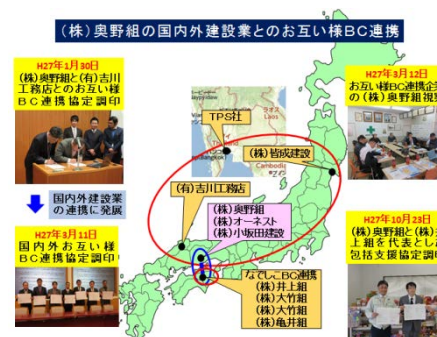 (株)奥野組の国内外建設業とのお互い様BC連携
H27年1月30日
(株)奥野組と(有)吉川
工務店とのお互い様
BC連携協定調印
国内外建設業
の連携に発展
H27年3月11日
国内外お互い様
BC連携協定調印
TPS社
(株)皆成建設
(有)吉川工務店
(株)奥野組
(株)オーネスト
(株)小坂田建設
なでしこBC連携
(株)井上組
(株)大竹組
(株)大竹組
(株)亀井組
H27年3月12日
お互い様BC連携企
の(株)奥野組視
H27年10月23日
(株)奥野組と(株)
上組を代表とし
包括支援協定調